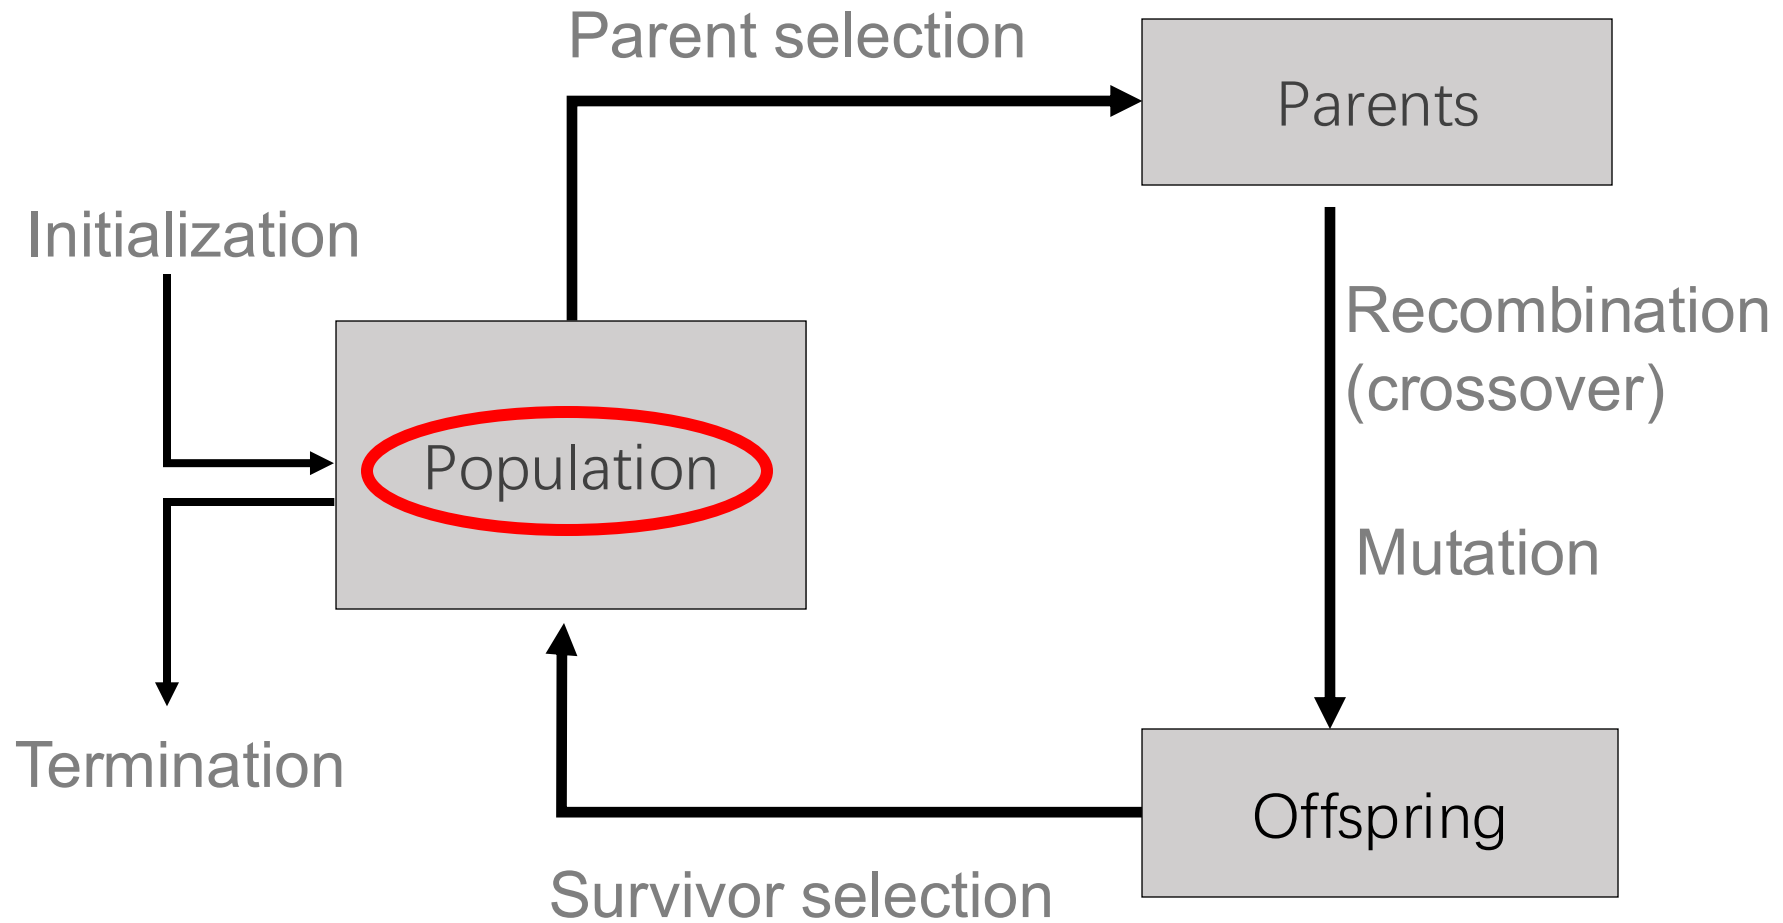 Parent selection
Parents
Initialization
Recombination
(crossover)
Population
Mutation
Termination
Offspring
Survivor selection